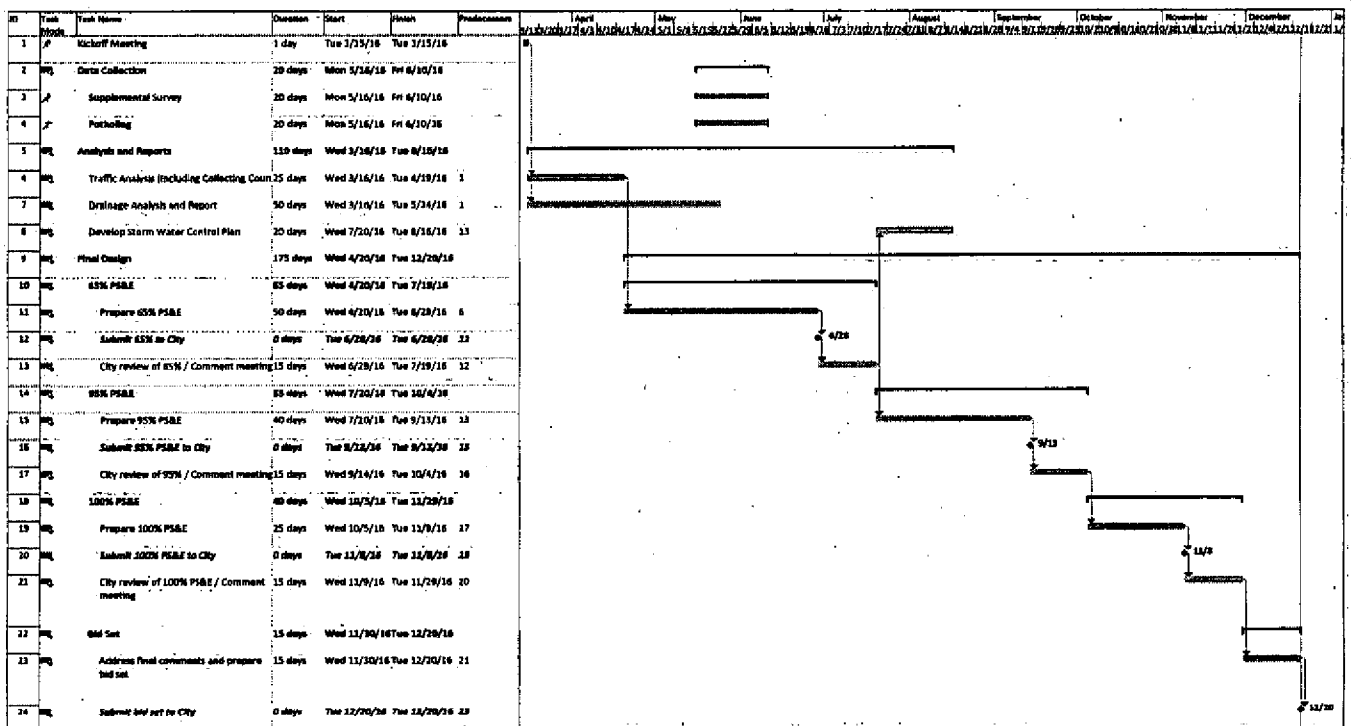 ID Task Mode Task Name Duration Start Finish Predecessors April May June July August September October November December
1 Kickoff Meeting 1 day Tue 3/15/16 Tue 3/15/16
2 Data Collection 20 days Mon 5/16/16 Fri 6/10/16
3 Supplemental Survey 20 days Mon 5/16/16 Fri 6/10/16
4 Potholing 20 days Mon 5/16/16 Fri 6/10/16
5 Analysis and Reports 110 days Wed 3/16/16 Tue 8/16/16
6 Traffic Analysis (Including Collecting Coun 25 days Wed 3/16/16 Tue 4/19/16 1
7 Drainage Analysis and Report 50 days Wed 3/16/16 Tue 5/24/16 1
8 Develop Storm Water Control Plan 20 days Wed 7/20/16 Tue 8/16/16 13
9 Final Design 175 days Wed 4/20/16 Tue 12/20/16
10 65% PS&E 65 days Wed 4/20/16 Tue 7/19/16
11 Prepare 65% PS&E 50 days Wed 4/20/16 Tue 6/28/16 6
12 Submit 65% to City 0 days Tue 6/28/16 Tue 6/28/16 11 6/28
13 City review of 65% / Comment meeting 15 days Wed 6/29/16 Tue 7/19/16 12
14 95% PS&E 55 days Wed 7/20/16 Tue 10/4/16
15 Prepare 95% PS&E 40 days Wed 7/20/16 Tue 9/13/16 13
16 Submit 95% PS&E to City 0 days Tue 9/13/16 Tue 9/13/16 15 9/13
17 City review of 95% / Comment meeting 15 days Wed 9/14/16 Tue 10/4/16 16
18 100% PS&E 40 days Wed 10/5/16 Tue 11/29/16
19 Prepare 100% PS&E 25 days Wed 10/5/16 Tue 11/8/16 17
20 Submit 100% PS&E to City 0 days Tue 11/8/16 Tue 11/8/16 19 11/8
21 City review of 100% PS&E / Comment 15 days Wed 11/9/16 Tue 11/29/16 20
meeting
22 Bid Set 15 days Wed 11/30/16 Tue 12/20/16
23 Address final comments and prepare 15 days Wed 11/30/16 Tue 12/20/16 21
bid set
24 Submit bid set to City 0 days Tue 12/20/16 Tue 12/20/16 23 12/20